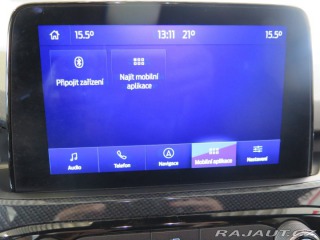 15.5° 13:11 21° 15.5°
Připojit zařízení
Najít mobilní
aplikace
Audio Telefon Navigace Mobilní aplikace Nastavení
RAJAUT.CZ